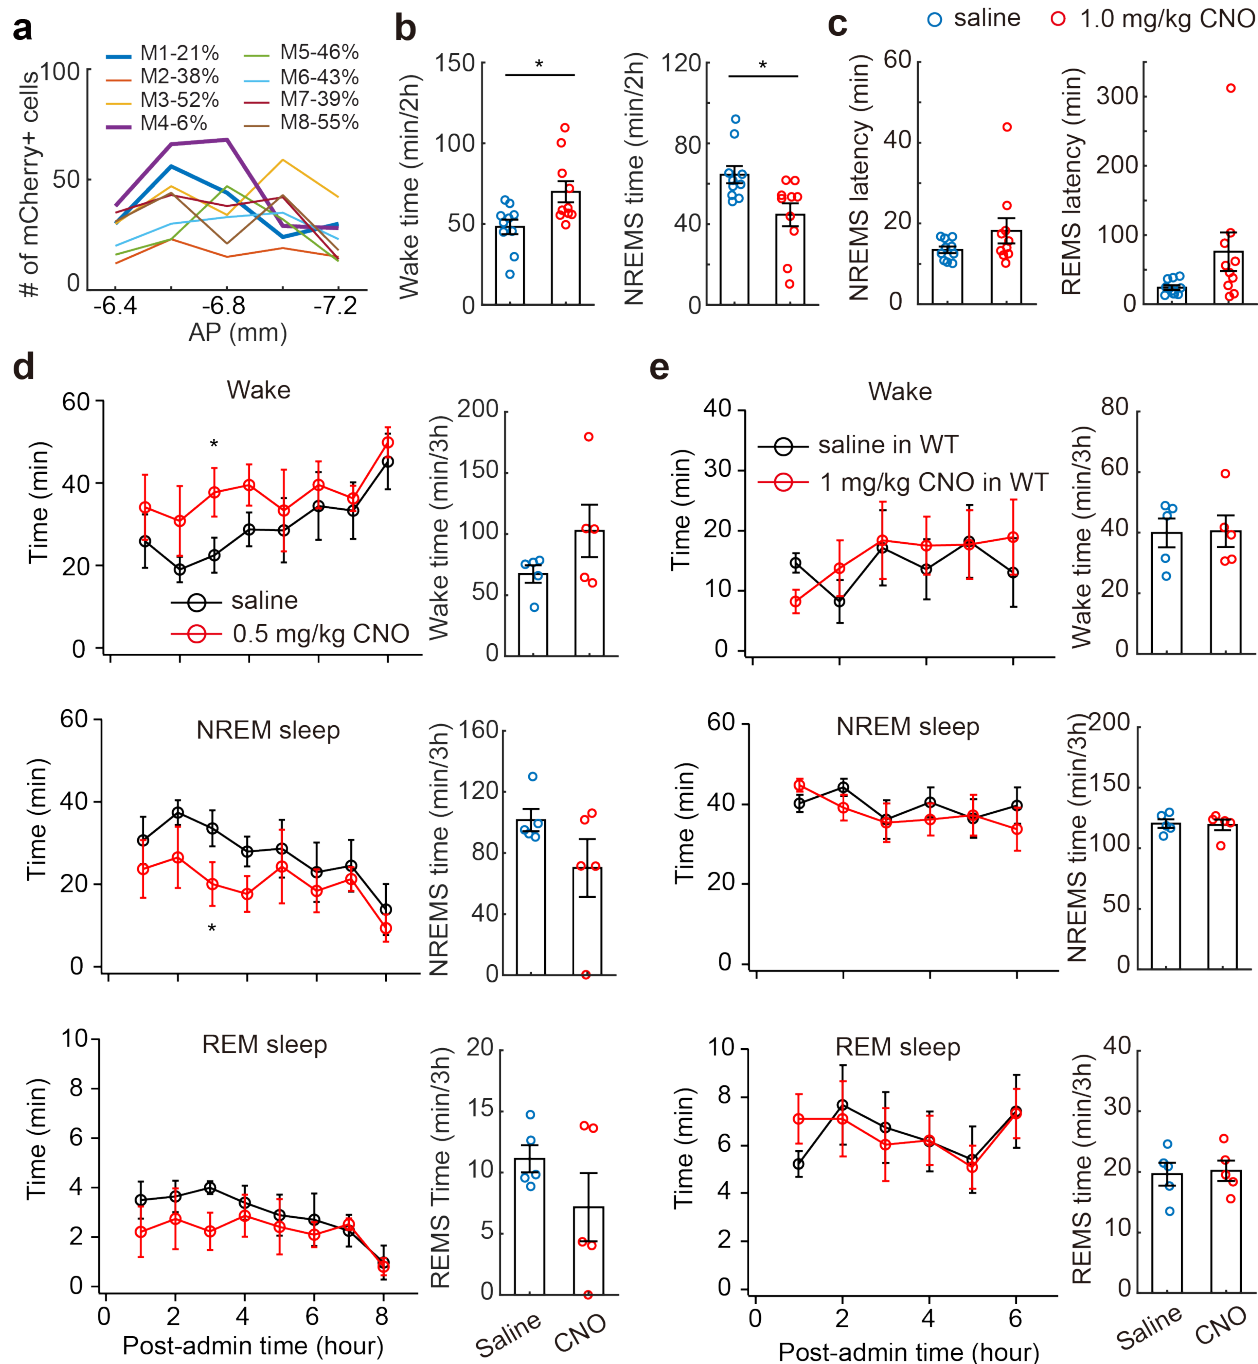 a
# of mCherry+ cells
100
50
0
M1-21%
M2-38%
M3-52%
M4-6%
M5-46%
M6-43%
M7-39%
M8-55%
-6.4
-6.8
-7.2
AP (mm)
b
Wake time (min/2h)
150
100
50
0
*
NREMS time (min/2h)
120
80
40
0
*
c
saline
1.0 mg/kg CNO
NREMS latency (min)
60
40
20
0
REMS latency (min)
300
200
100
0
d
Wake
Time (min)
60
40
20
0
*
saline
0.5 mg/kg CNO
Wake time (min/3h)
200
150
100
50
0
NREM sleep
Time (min)
60
40
20
0
*
NREMS time (min/3h)
160
120
80
40
0
REM sleep
Time (min)
10
8
6
4
2
0
0
2
4
6
8
Post-admin time (hour)
REMS Time (min/3h)
20
15
10
5
0
Saline
CNO
e
Wake
Time (min)
40
30
20
10
0
saline in WT
1 mg/kg CNO in WT
Wake time (min/3h)
80
60
40
20
0
NREM sleep
Time (min)
60
40
20
0
NREMS time (min/3h)
200
150
100
50
0
REM sleep
Time (min)
10
8
6
4
2
0
0
2
4
6
Post-admin time (hour)
REMS time (min/3h)
40
30
20
10
0
Saline
CNO